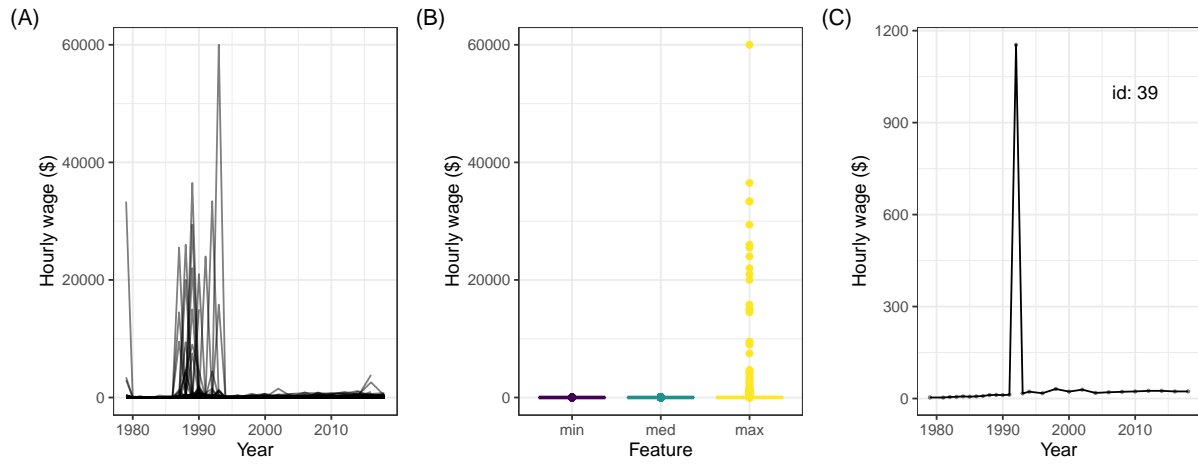 (A)
Hourly wage ($)
60000
40000
20000
0
1980 1990 2000 2010
Year
(B)
Hourly wage ($)
60000
40000
20000
0
min med max
Feature
(C)
Hourly wage ($)
1200
900
600
300
0
id: 39
1980 1990 2000 2010
Year